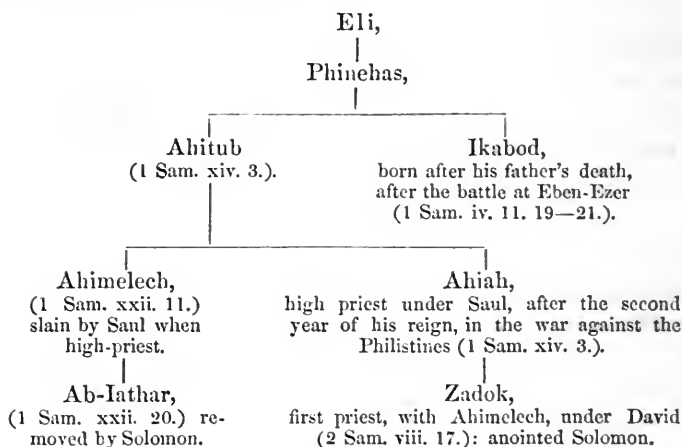 Eli,
Phinehas,
Ahitub
(1 Sam. xiv. 3.).
Ikabod,
born after his father's death,
after the battle at Eben-Ezer
(1 Sam. iv. 11. 19—21.).
Ahimelech,
(1 Sam. xxii. 11.)
slain by Saul when
high-priest.
Ahiah,
high priest under Saul, after the second
year of his reign, in the war against the
Philistines (1 Sam. xiv. 3.).
Ab-Iathar,
(1 Sam. xxii. 20.) re-
moved by Solomon.
Zadok,
first priest, with Ahimelech, under David
(2 Sam. viii. 17.): anointed Solomon.